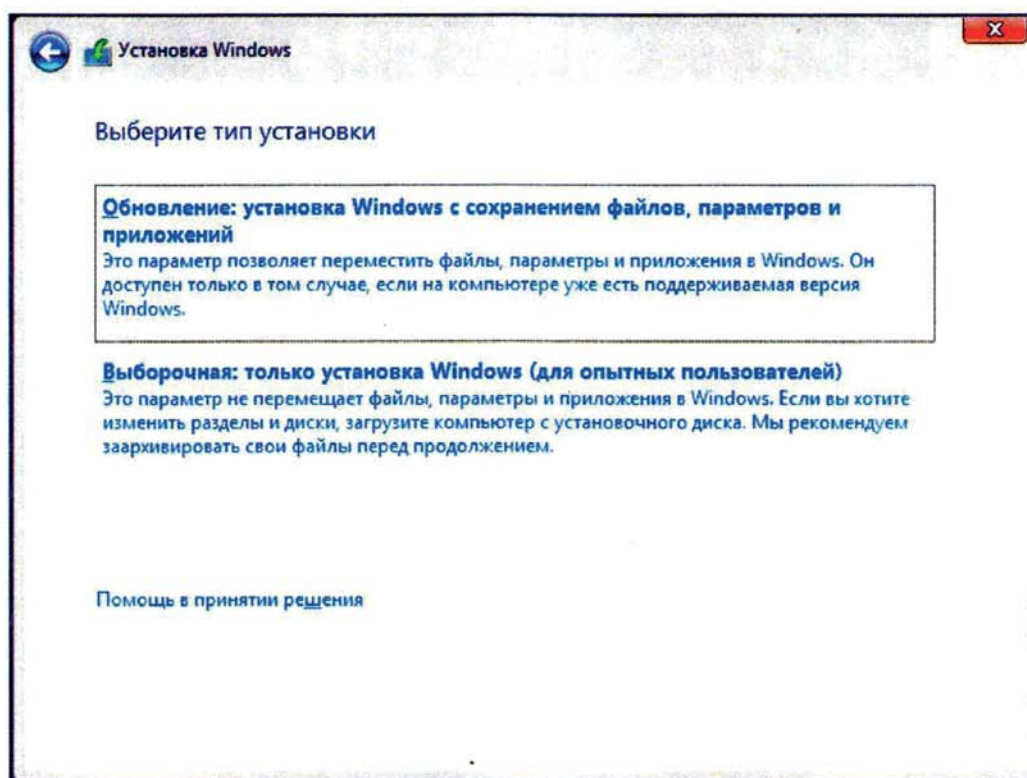 Установка Windows
x
Выберите тип установки
Обновление: установка Windows с сохранением файлов, параметров и
приложений
Это параметр позволяет переместить файлы, параметры и приложения в Windows. Он
доступен только в том случае, если на компьютере уже есть поддерживаемая версия
Windows.
Выборочная: только установка Windows (для опытных пользователей)
Это параметр не перемещает файлы, параметры и приложения в Windows. Если вы хотите
изменить разделы и диски, загрузите компьютер с установочного диска. Мы рекомендуем
заархивировать свои файлы перед продолжением.
Помощь в принятии решения